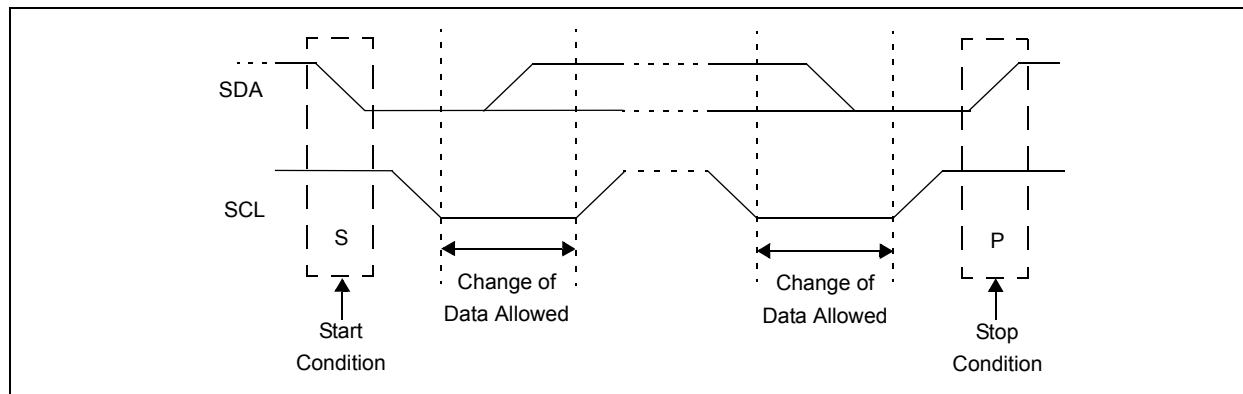 SDA
SCL
S
P
Change of
Data Allowed
Change of
Data Allowed
Start
Condition
Stop
Condition